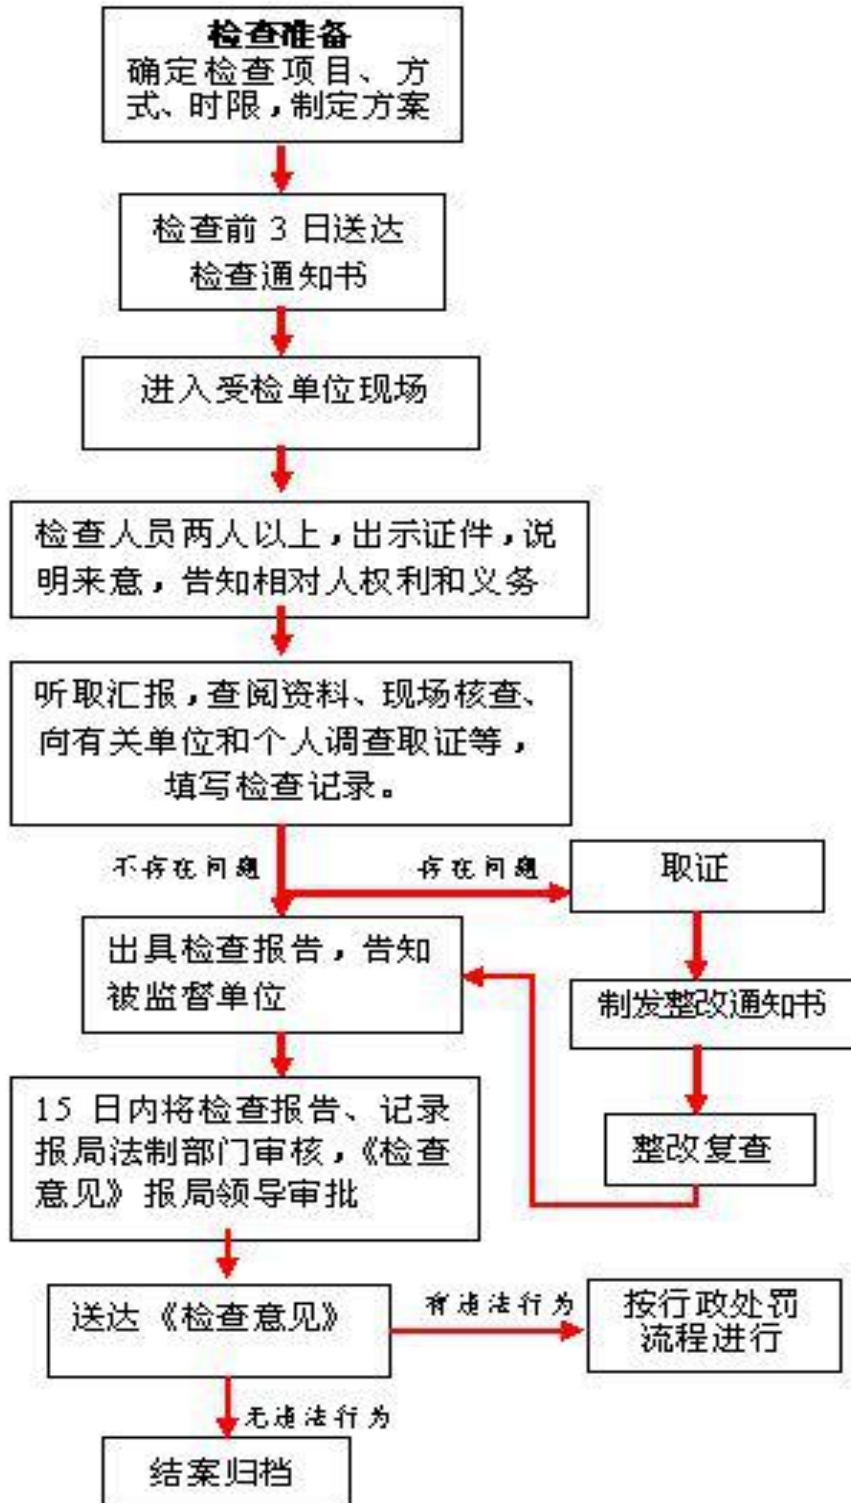 检查准备
确定检查项目、方
式、时限,制定方案
检查前 3 日送达
检查通知书
进入受检单位现场
检查人员两人以上,出示证件,说
明来意,告知相对人权利和义务
听取汇报,查阅资料、现场核查、
向有关单位和个人调查取证等,
填写检查记录。
不存在问题
存在问题
取证
出具检查报告,告知
被监督单位
制发整改通知书
15 日内将检查报告、记录
报局法制部门审核,《检查
意见》报局领导审批
整改复查
送达《检查意见》
有违法行为
按行政处罚
流程进行
无违法行为
结案归档